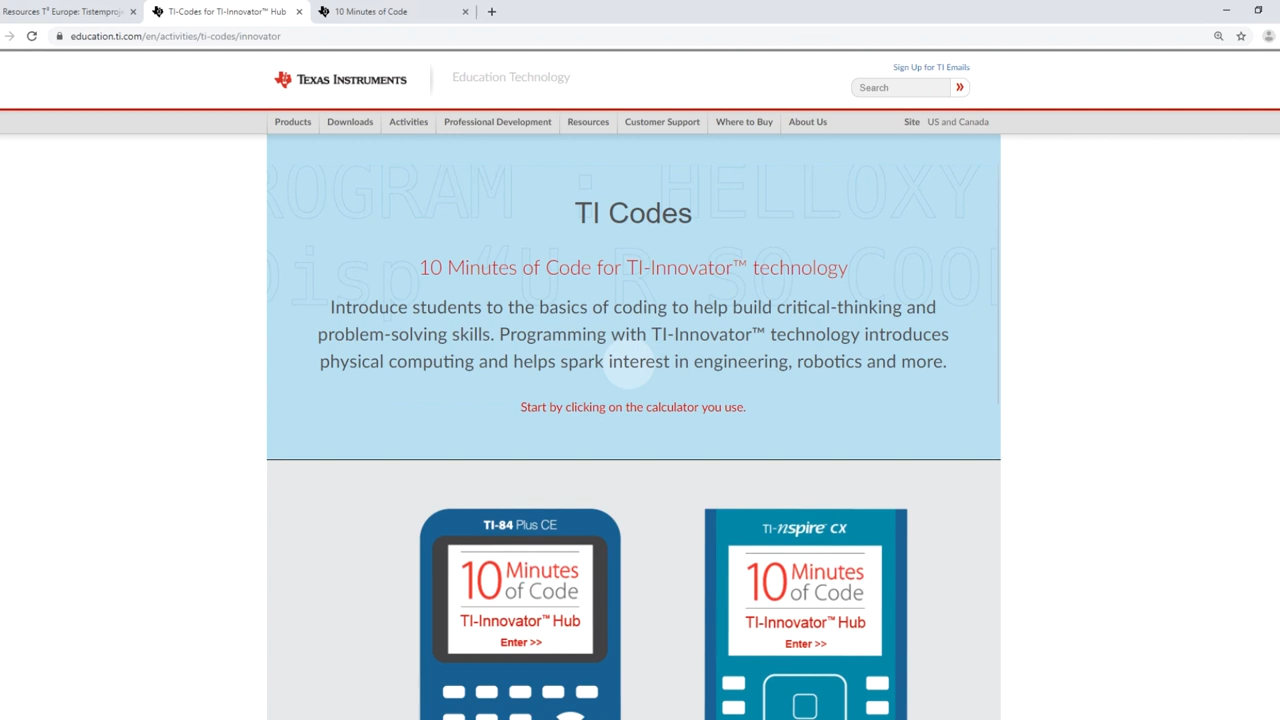 Resources T³ Europe: Tistemproj
TI-Codes for TI-Innovator™ Hub
10 Minutes of Code
education.ti.com/en/activities/ti-codes/innovator
TEXAS INSTRUMENTS
Education Technology
Sign Up for TI Emails
Search
Products Downloads Activities Professional Development Resources Customer Support Where to Buy About Us Site US and Canada
PROGRAM : HELLOXY
Disp "U R SO COOL
TI Codes
10 Minutes of Code for TI-Innovator™ technology
Introduce students to the basics of coding to help build critical-thinking and
problem-solving skills. Programming with TI-Innovator™ technology introduces
physical computing and helps spark interest in engineering, robotics and more.
Start by clicking on the calculator you use.
TI-84 Plus CE
10 Minutes
of Code
TI-Innovator™ Hub
Enter >>
TI-nspire CX
10 Minutes
of Code
TI-Innovator™ Hub
Enter >>